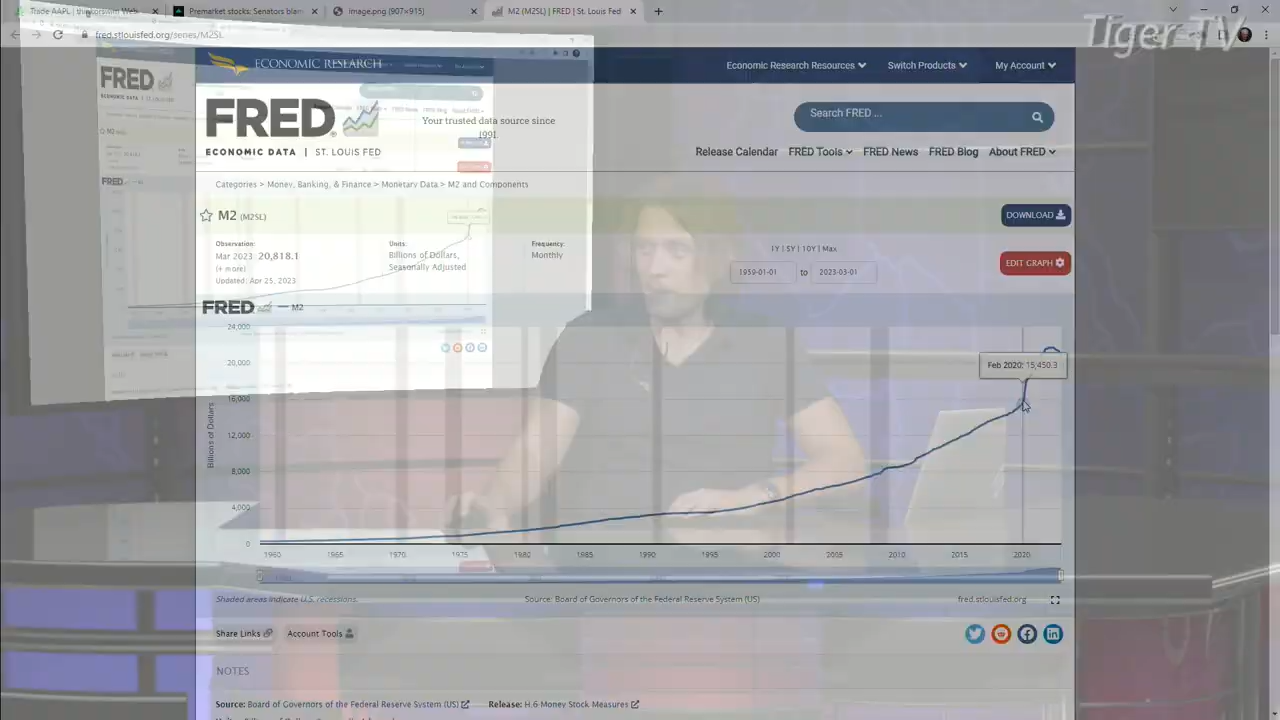 Trade AAPL | thinkorswim Web
Premarket stocks: Senators blam
Image.png (907×915)
M2 (M2SL) | FRED | St. Louis Fed
fred.stlouisfed.org/series/M2SL
Tiger TV
ECONOMIC RESEARCH
Economic Research Resources
Switch Products
My Account
FRED
ECONOMIC DATA | ST. LOUIS FED
Your trusted data source since
1991.
Search FRED ...
Release Calendar
FRED Tools
FRED News
FRED Blog
About FRED
Categories > Money, Banking, & Finance > Monetary Data > M2 and Components
M2 (M2SL)
DOWNLOAD
Observation:
Mar 2023: 20,818.1
(+ more)
Updated: Apr 25, 2023
Units:
Billions of Dollars,
Seasonally Adjusted
Frequency:
Monthly
1Y | 5Y | 10Y | Max
1959-01-01 to 2023-03-01
EDIT GRAPH
FRED — M2
24,000
20,000
16,000
12,000
8,000
4,000
0
Billions of Dollars
Feb 2020: 15,450.3
1960 1965 1970 1975 1980 1985 1990 1995 2000 2005 2010 2015 2020
Shaded areas indicate U.S. recessions.
Source: Board of Governors of the Federal Reserve System (US)
fred.stlouisfed.org
Share Links
Account Tools
NOTES
Source: Board of Governors of the Federal Reserve System (US)
Release: H.6 Money Stock Measures